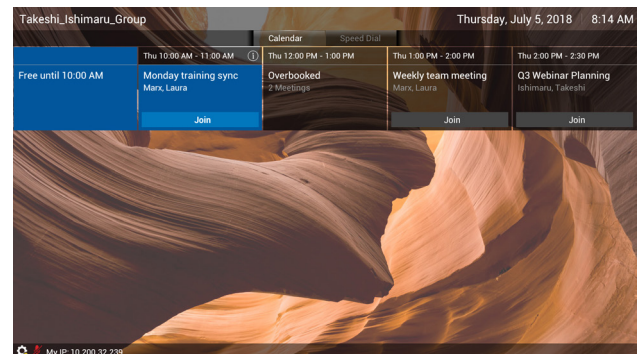 Takeshi_Ishimaru_Group
Thursday, July 5, 2018 8:14 AM
Calendar Speed Dial
Free until 10:00 AM
Thu 10:00 AM - 11:00 AM
Monday training sync
Marx, Laura
Join
Thu 12:00 PM - 1:00 PM
Overbooked
2 Meetings
Thu 1:00 PM - 2:00 PM
Weekly team meeting
Marx, Laura
Join
Thu 2:00 PM - 2:30 PM
Q3 Webinar Planning
Ishimaru, Takeshi
Join
My IP: 10.200.32.239